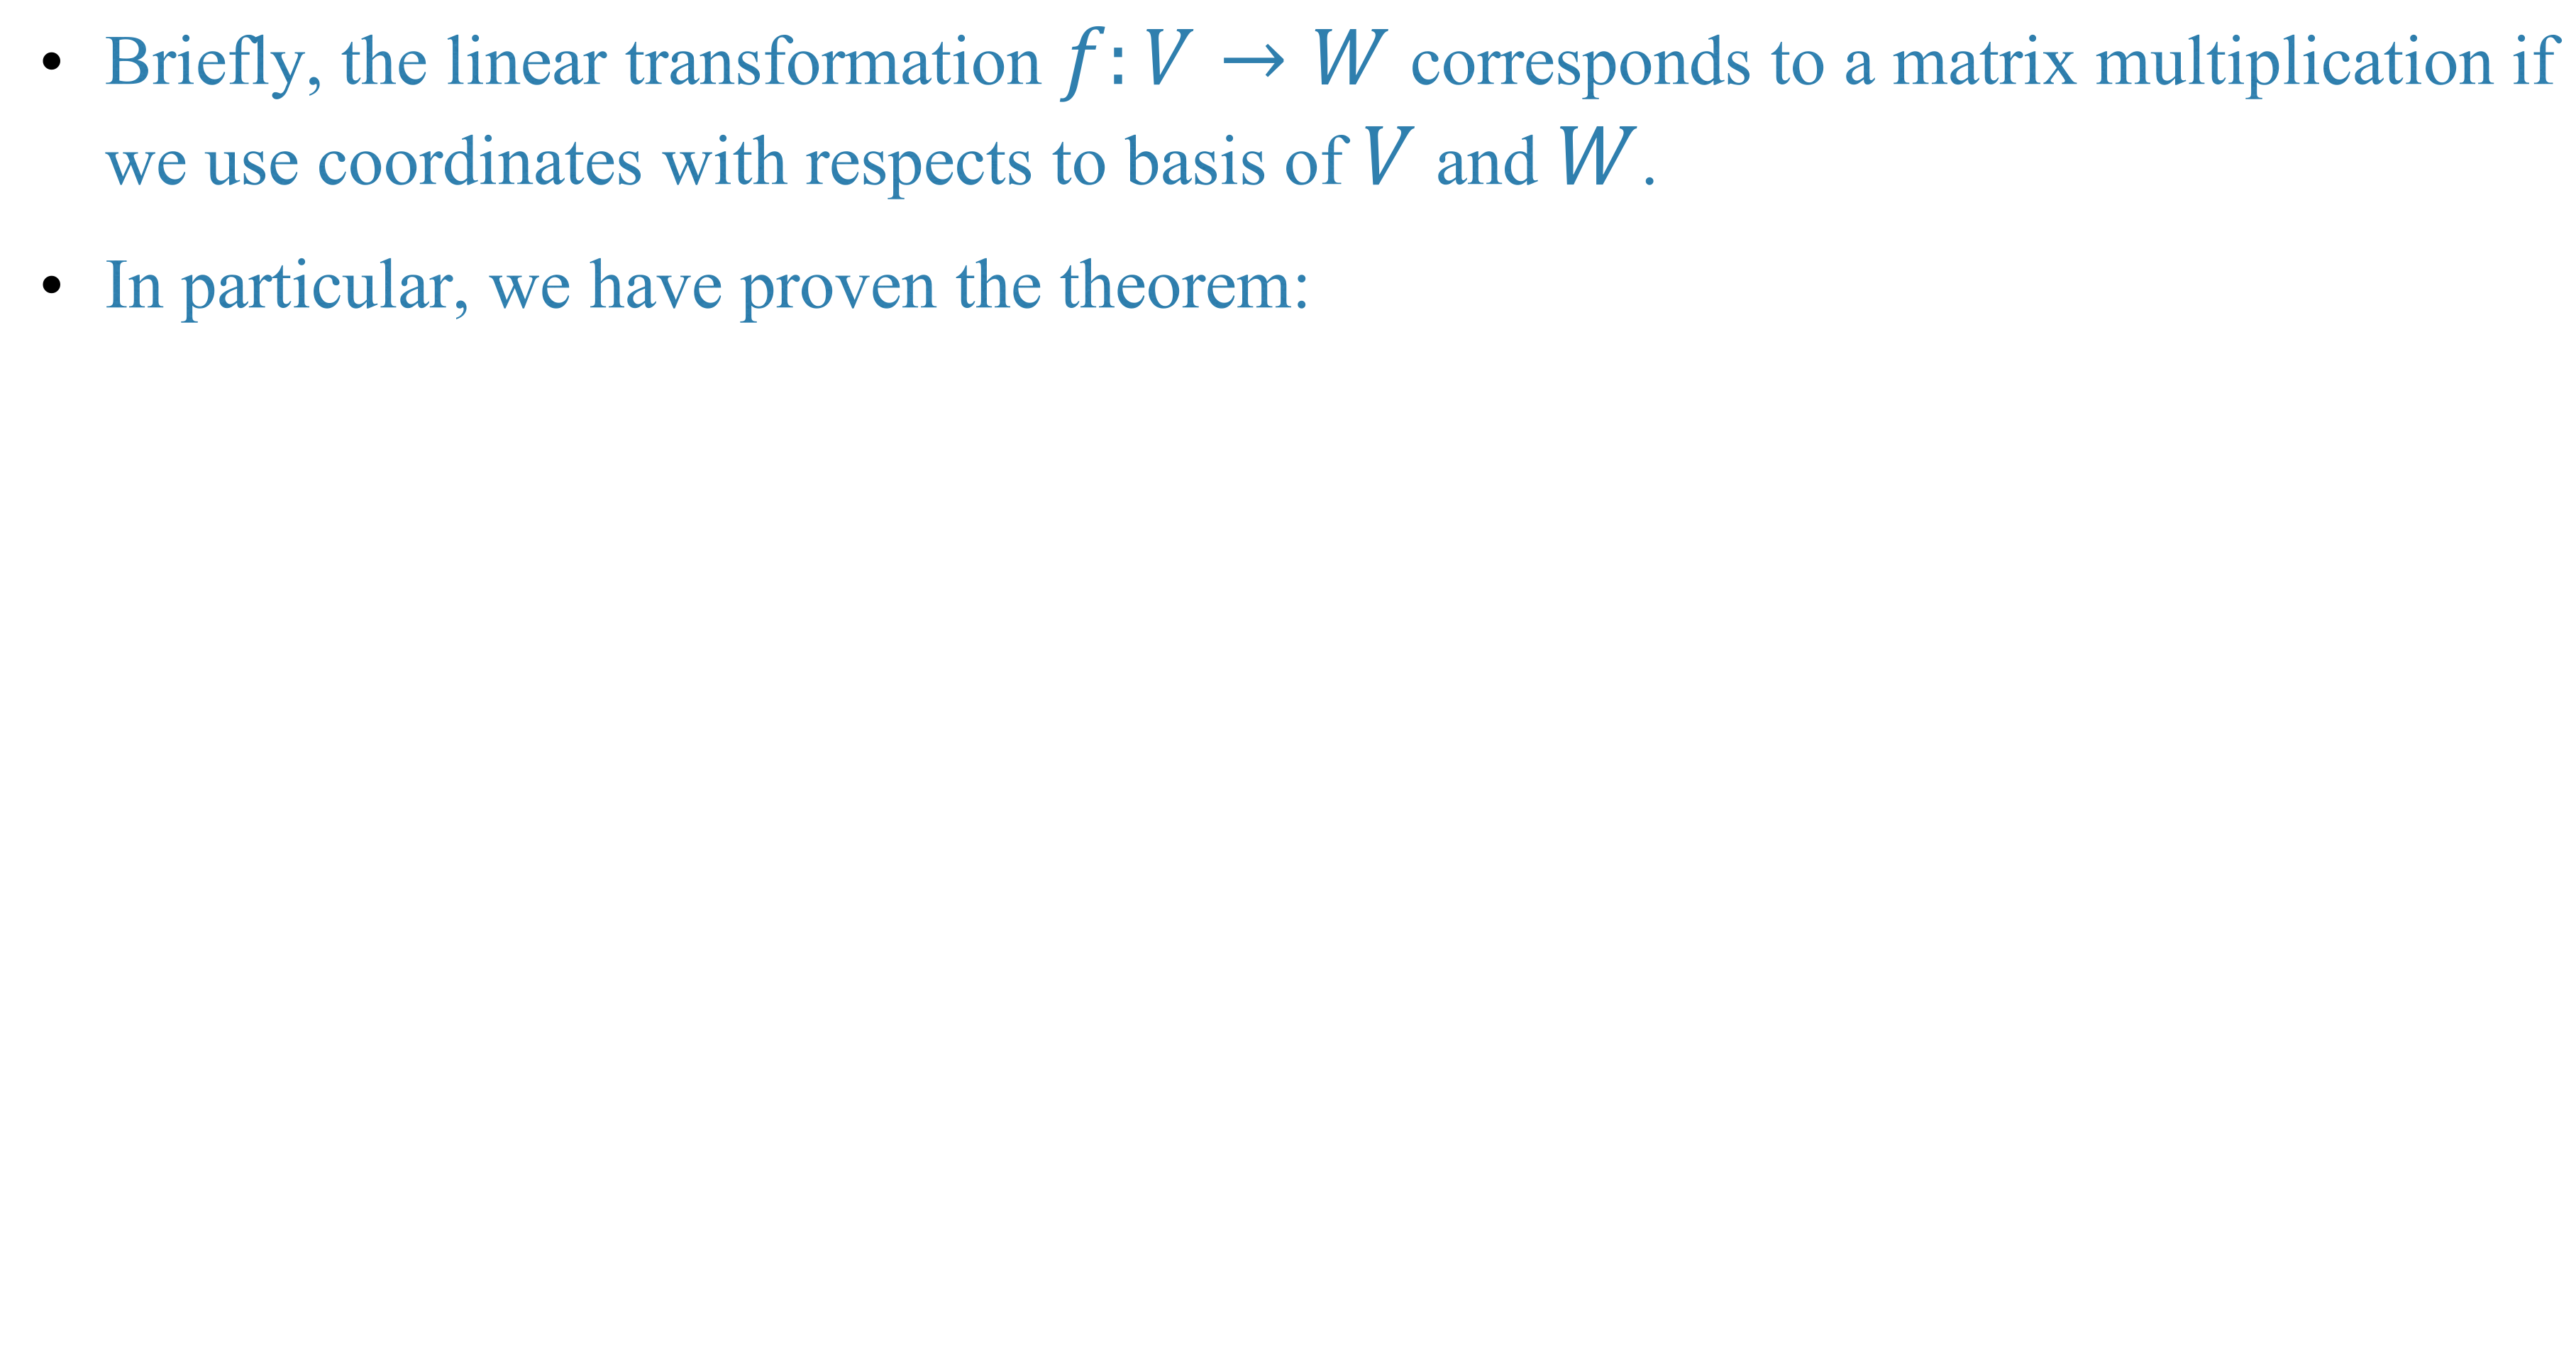 • Briefly, the linear transformation 𝑓: 𝑉 → 𝑊 corresponds to a matrix multiplication if
we use coordinates with respects to basis of 𝑉 and 𝑊.
• In particular, we have proven the theorem: